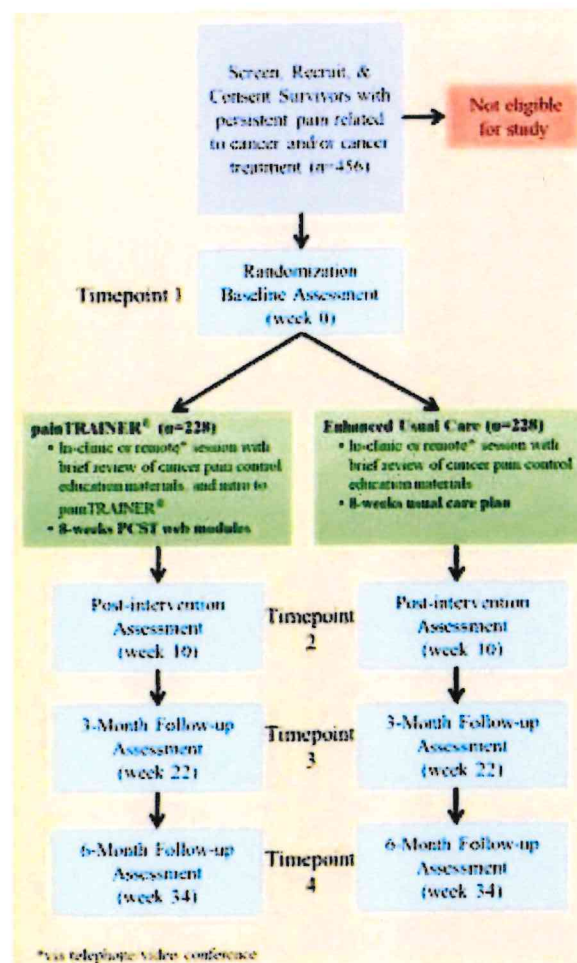 Screen, Recruit, &
Consent Survivors with
persistent pain related
to cancer and/or cancer
treatment (n=456)
Not eligible
for study
Timepoint 1
Randomization
Baseline Assessment
(week 0)
painTRAINER® (n=228)
• In-clinic or remote* session with
brief review of cancer pain control
education materials, and intro to
painTRAINER®
• 8-weeks PCST web modules
Enhanced Usual Care (n=228)
• In-clinic or remote* session with
brief review of cancer pain control
education materials
• 8-weeks usual care plan
Post-intervention
Assessment
(week 10)
Timepoint
2
Post-intervention
Assessment
(week 10)
3-Month Follow-up
Assessment
(week 22)
Timepoint
3
3-Month Follow-up
Assessment
(week 22)
6-Month Follow-up
Assessment
(week 34)
Timepoint
4
6-Month Follow-up
Assessment
(week 34)
*via telephone/video conference